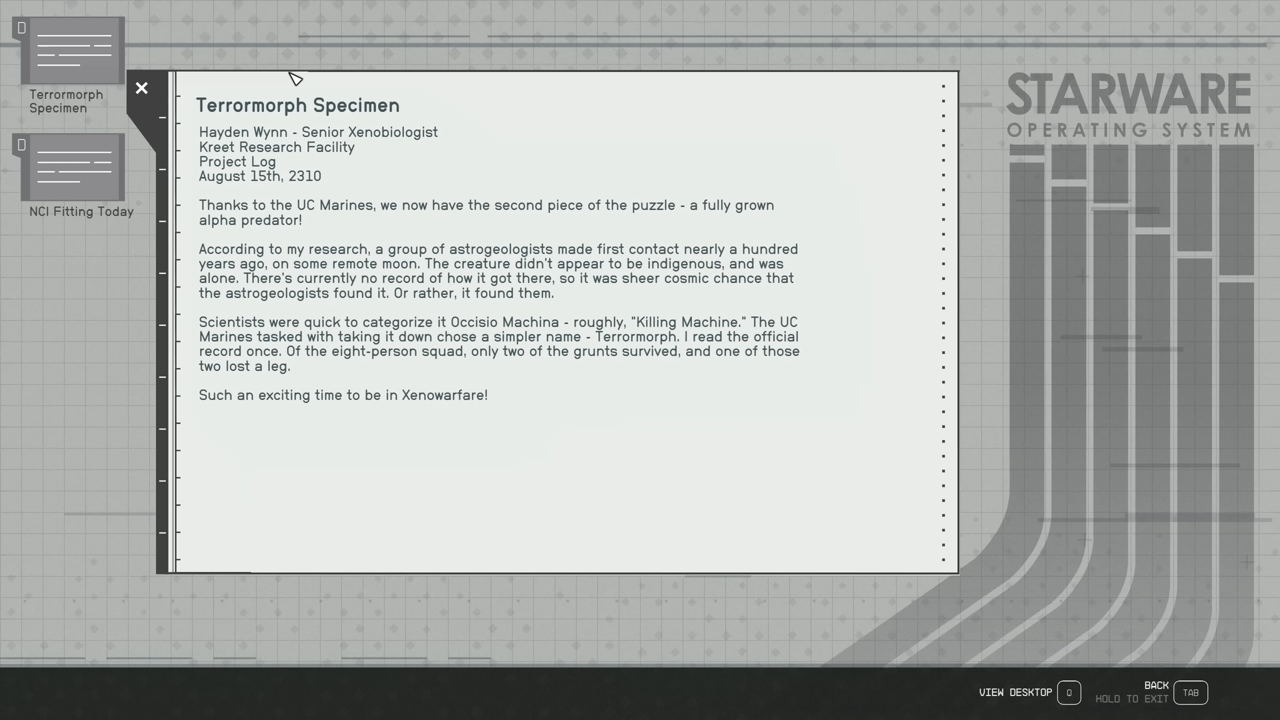 Terrormorph
Specimen
NCI Fitting Today
×
Terrormorph Specimen
Hayden Wynn - Senior Xenobiologist
Kreet Research Facility
Project Log
August 15th, 2310
Thanks to the UC Marines, we now have the second piece of the puzzle - a fully grown
alpha predator!
According to my research, a group of astrogeologists made first contact nearly a hundred
years ago, on some remote moon. The creature didn't appear to be indigenous, and was
alone. There's currently no record of how it got there, so it was sheer cosmic chance that
the astrogeologists found it. Or rather, it found them.
Scientists were quick to categorize it Occisio Machina - roughly, "Killing Machine." The UC
Marines tasked with taking it down chose a simpler name - Terrormorph. I read the official
record once. Of the eight-person squad, only two of the grunts survived, and one of those
two lost a leg.
Such an exciting time to be in Xenowarfare!
STARWARE
OPERATING SYSTEM
VIEW DESKTOP Q
BACK
HOLD TO EXIT TAB